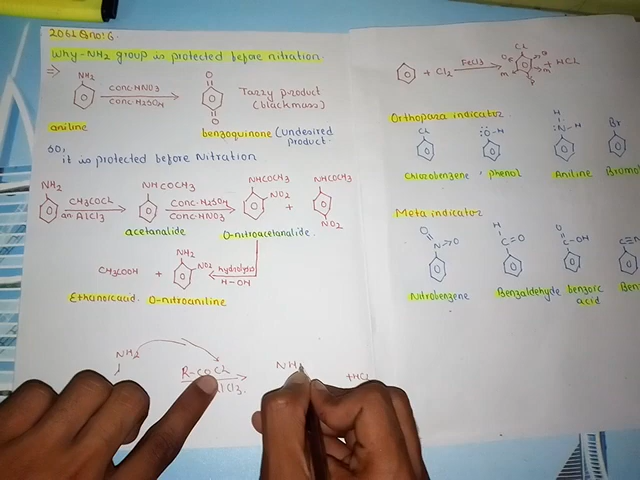 2061 Q.no: 6.
Why -NH2 group is protected before nitration.
⇒ NH2
Conc. HNO3
Conc. H2SO4
O
O
Tarry product
(black mass)
aniline
benzoquinone (undesired
product.
So,
it is protected before Nitration
NH2
CH3COCl
an. AlCl3
NHCOCH3
Conc. H2SO4
Conc. HNO3
NHCOCH3
NO2
+
NHCOCH3
NO2
acetanalide
O-nitroacetanalide.
CH3COOH + NH2
NO2
hydrolysis
H-OH
Ethanoic acid O-nitroaniline
NH2
R-COCl
AlCl3.
NH
+HCl
+ Cl2
FeCl3
Cl
O
O
m
m
P
+ HCl
Orthopara indicator.
Cl
:Ö-H
H
:N-H
Br
Chlorobenzene, phenol
Aniline
Bromo
Meta indicator
O
N→O
H
C=O
O
C-OH
C≡N
Nitrobenzene
Benzaldehyde
benzoic
acid
Ben